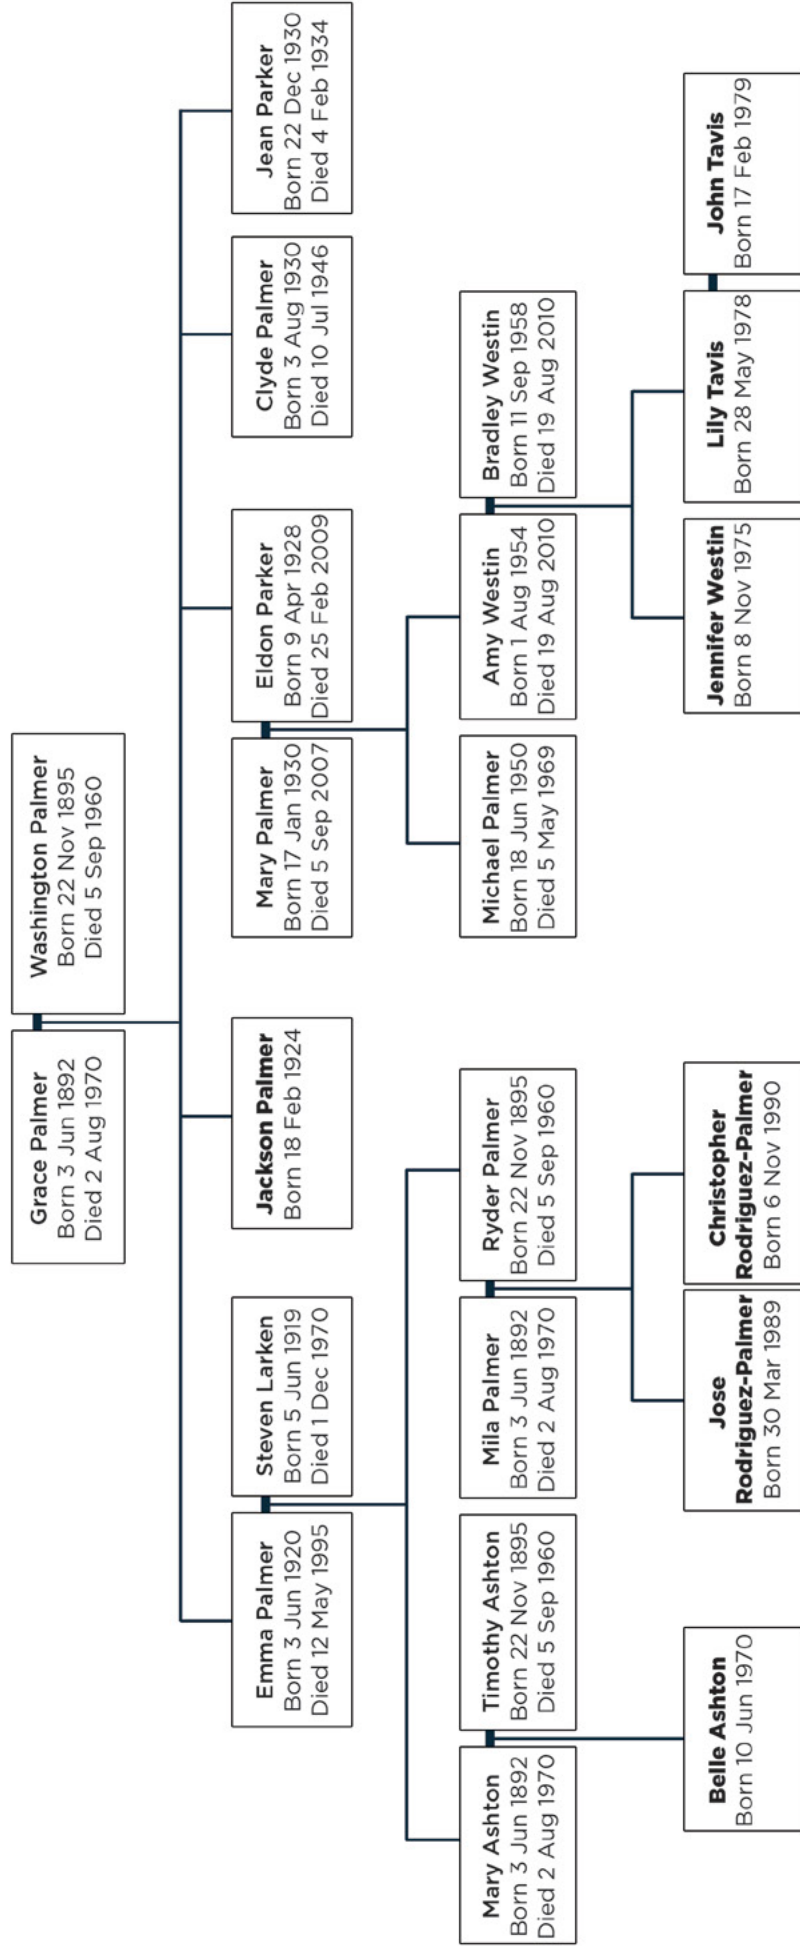 Grace Palmer
Born 3 Jun 1892
Died 2 Aug 1970
Washington Palmer
Born 22 Nov 1895
Died 5 Sep 1960
Emma Palmer
Born 3 Jun 1920
Died 12 May 1995
Steven Larken
Born 5 Jun 1919
Died 1 Dec 1970
Jackson Palmer
Born 18 Feb 1924
Mary Palmer
Born 17 Jan 1930
Died 5 Sep 2007
Eldon Parker
Born 9 Apr 1928
Died 25 Feb 2009
Clyde Palmer
Born 3 Aug 1930
Died 10 Jul 1946
Jean Parker
Born 22 Dec 1930
Died 4 Feb 1934
Mary Ashton
Born 3 Jun 1892
Died 2 Aug 1970
Timothy Ashton
Born 22 Nov 1895
Died 5 Sep 1960
Mila Palmer
Born 3 Jun 1892
Died 2 Aug 1970
Ryder Palmer
Born 22 Nov 1895
Died 5 Sep 1960
Michael Palmer
Born 18 Jun 1950
Died 5 May 1969
Amy Westin
Born 1 Aug 1954
Died 19 Aug 2010
Bradley Westin
Born 11 Sep 1958
Died 19 Aug 2010
Belle Ashton
Born 10 Jun 1970
Jose
Rodriguez-Palmer
Born 30 Mar 1989
Christopher
Rodriguez-Palmer
Born 6 Nov 1990
Jennifer Westin
Born 8 Nov 1975
Lily Tavis
Born 28 May 1978
John Tavis
Born 17 Feb 1979